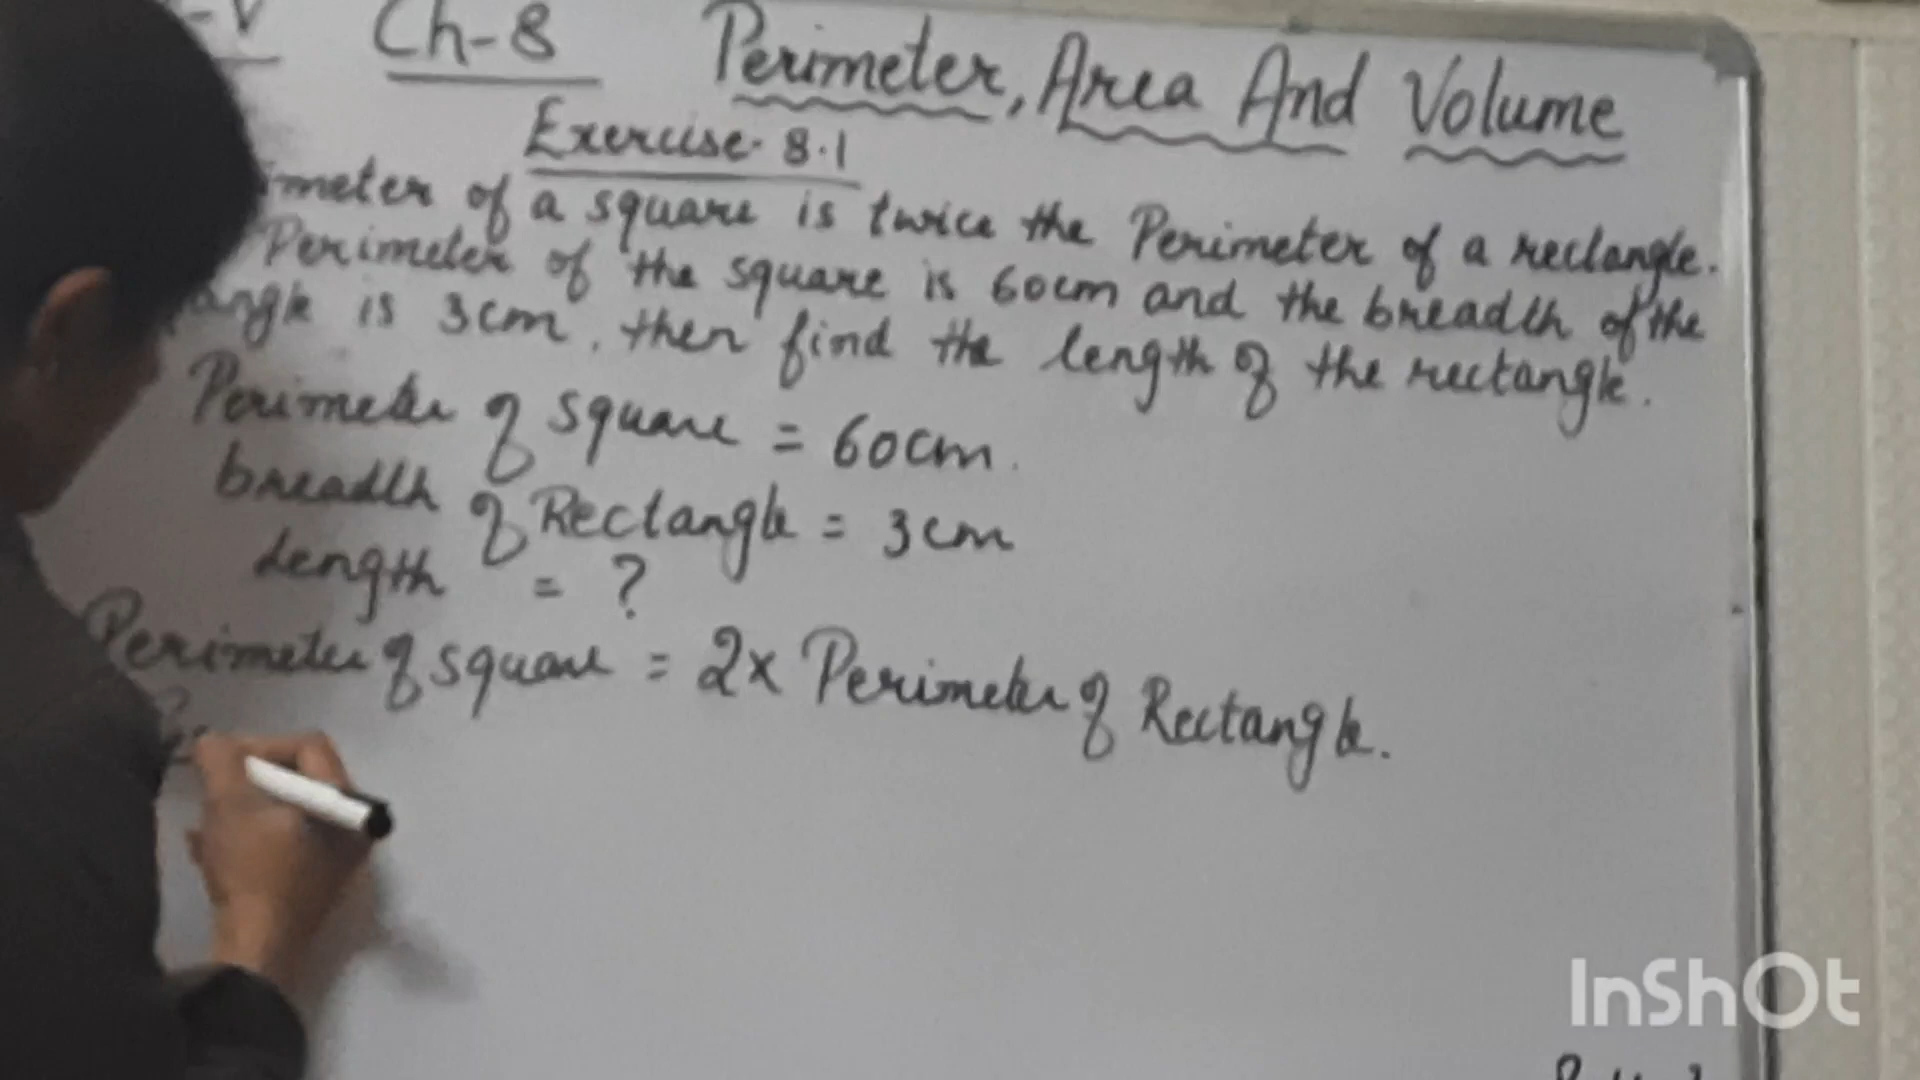 Ch-8 Perimeter, Area And Volume
Exercise 8.1
imeter of a square is twice the Perimeter of a rectangle.
Perimeter of the square is 60cm and the breadth of the
angle is 3cm, then find the length of the rectangle.
Perimeter of square = 60cm.
breadth of Rectangle = 3cm
Length = ?
Perimeter of square = 2x Perimeter of Rectangle.
InShOt